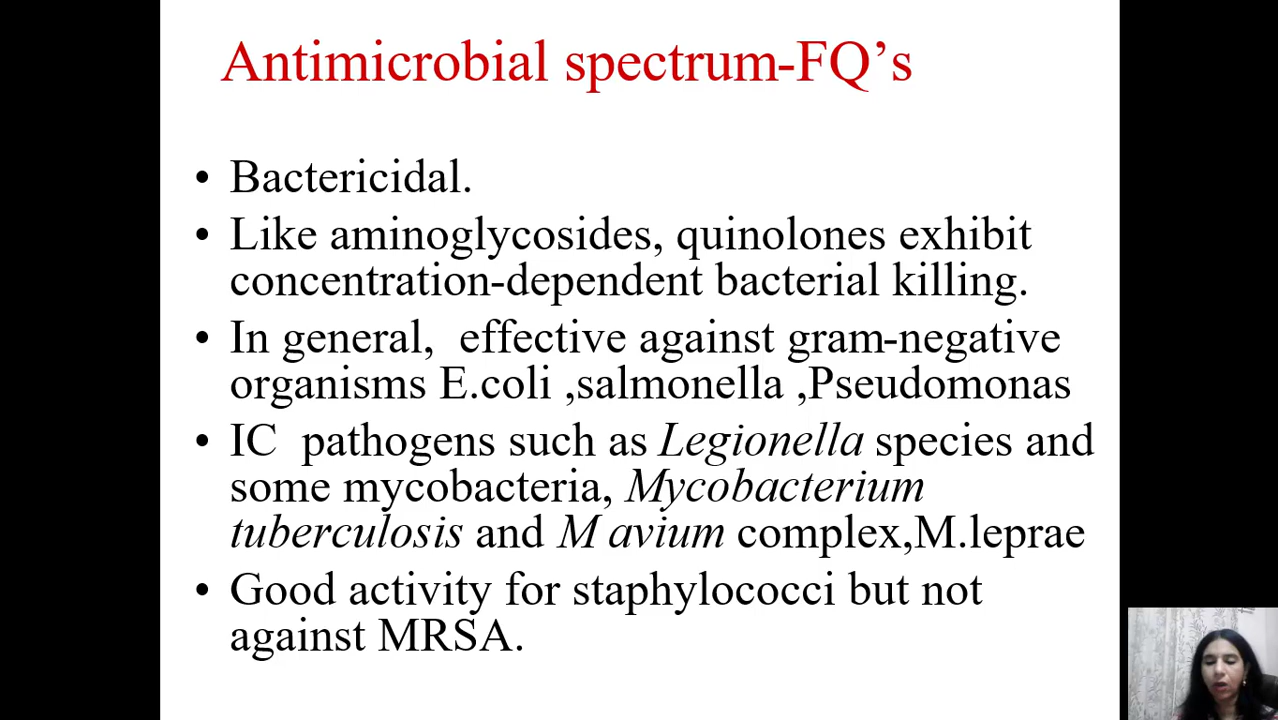 Antimicrobial spectrum-FQ’s
• Bactericidal.
• Like aminoglycosides, quinolones exhibit
concentration-dependent bacterial killing.
• In general,  effective against gram-negative
organisms E.coli ,salmonella ,Pseudomonas
• IC  pathogens such as Legionella species and
some mycobacteria, Mycobacterium
tuberculosis and M avium complex,M.leprae
• Good activity for staphylococci but not
against MRSA.